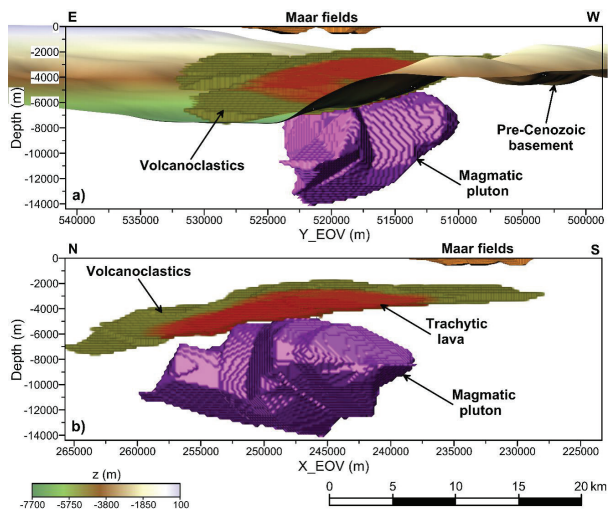 E Maar fields W
0
-2000
-4000
-6000
-8000
-10000
-12000
-14000
Depth (m)
Volcanoclastics
Pre-Cenozoic
basement
Magmatic
pluton
a)
540000 535000 530000 525000 520000 515000 510000 505000 500000
Y_EOV (m)
N Maar fields S
0
-2000
-4000
-6000
-8000
-10000
-12000
-14000
Depth (m)
Volcanoclastics
Trachytic
lava
Magmatic
pluton
b)
265000 260000 255000 250000 245000 240000 235000 230000 225000
X_EOV (m)
z (m)
-7700 -5750 -3800 -1850 100
0 5 10 15 20 km